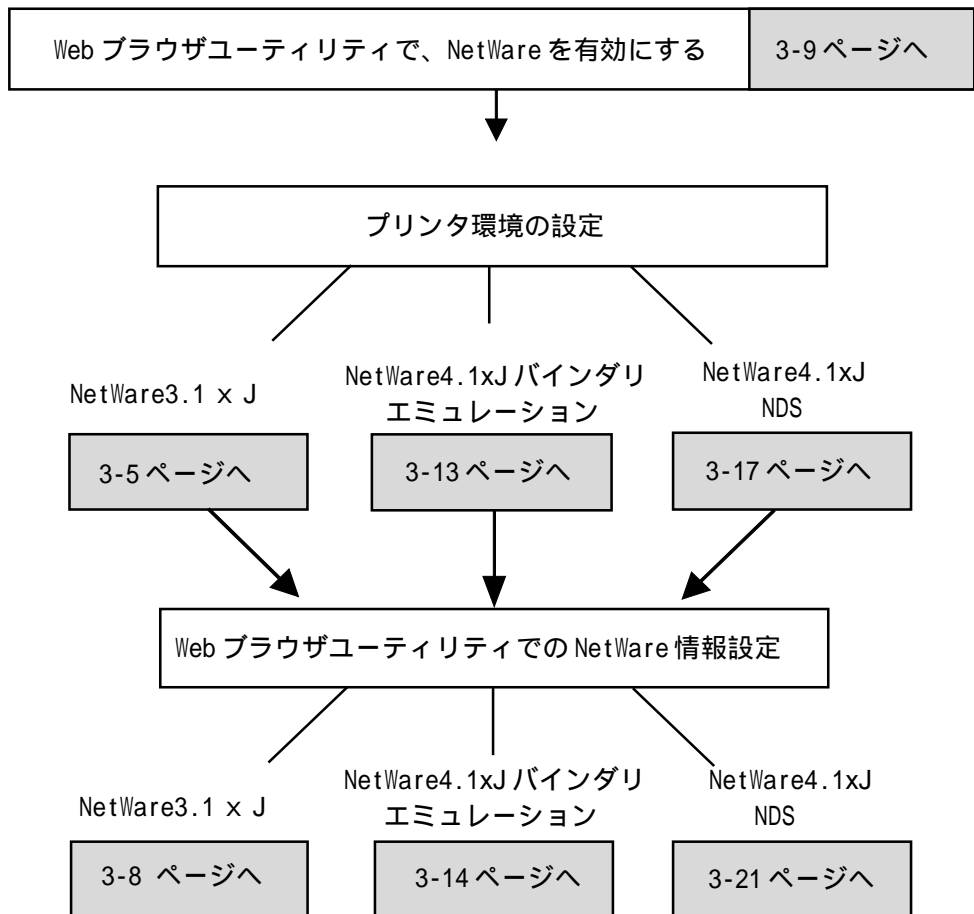 Web ブラウザユーティリティで、NetWare を有効にする
3-9 ページへ
プリンタ環境の設定
NetWare3.1 x J
NetWare4.1xJ バインダリ
エミュレーション
NetWare4.1xJ
NDS
3-5 ページへ
3-13 ページへ
3-17 ページへ
Web ブラウザユーティリティでの NetWare 情報設定
NetWare3.1 x J
NetWare4.1xJ バインダリ
エミュレーション
NetWare4.1xJ
NDS
3-8 ページへ
3-14 ページへ
3-21 ページへ